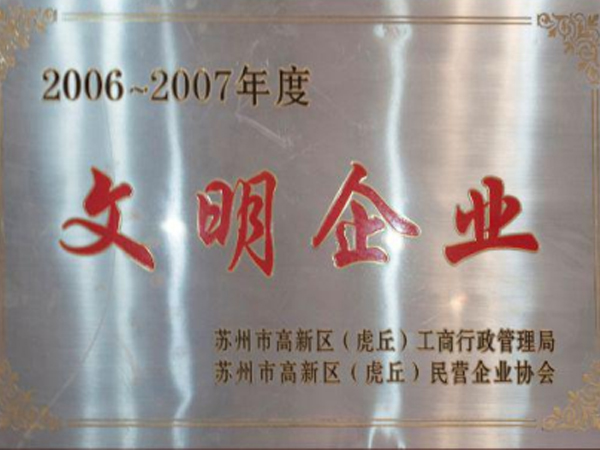 2006~2007年度
文明企业
苏州市高新区（虎丘）工商行政管理局
苏州市高新区（虎丘）民营企业协会